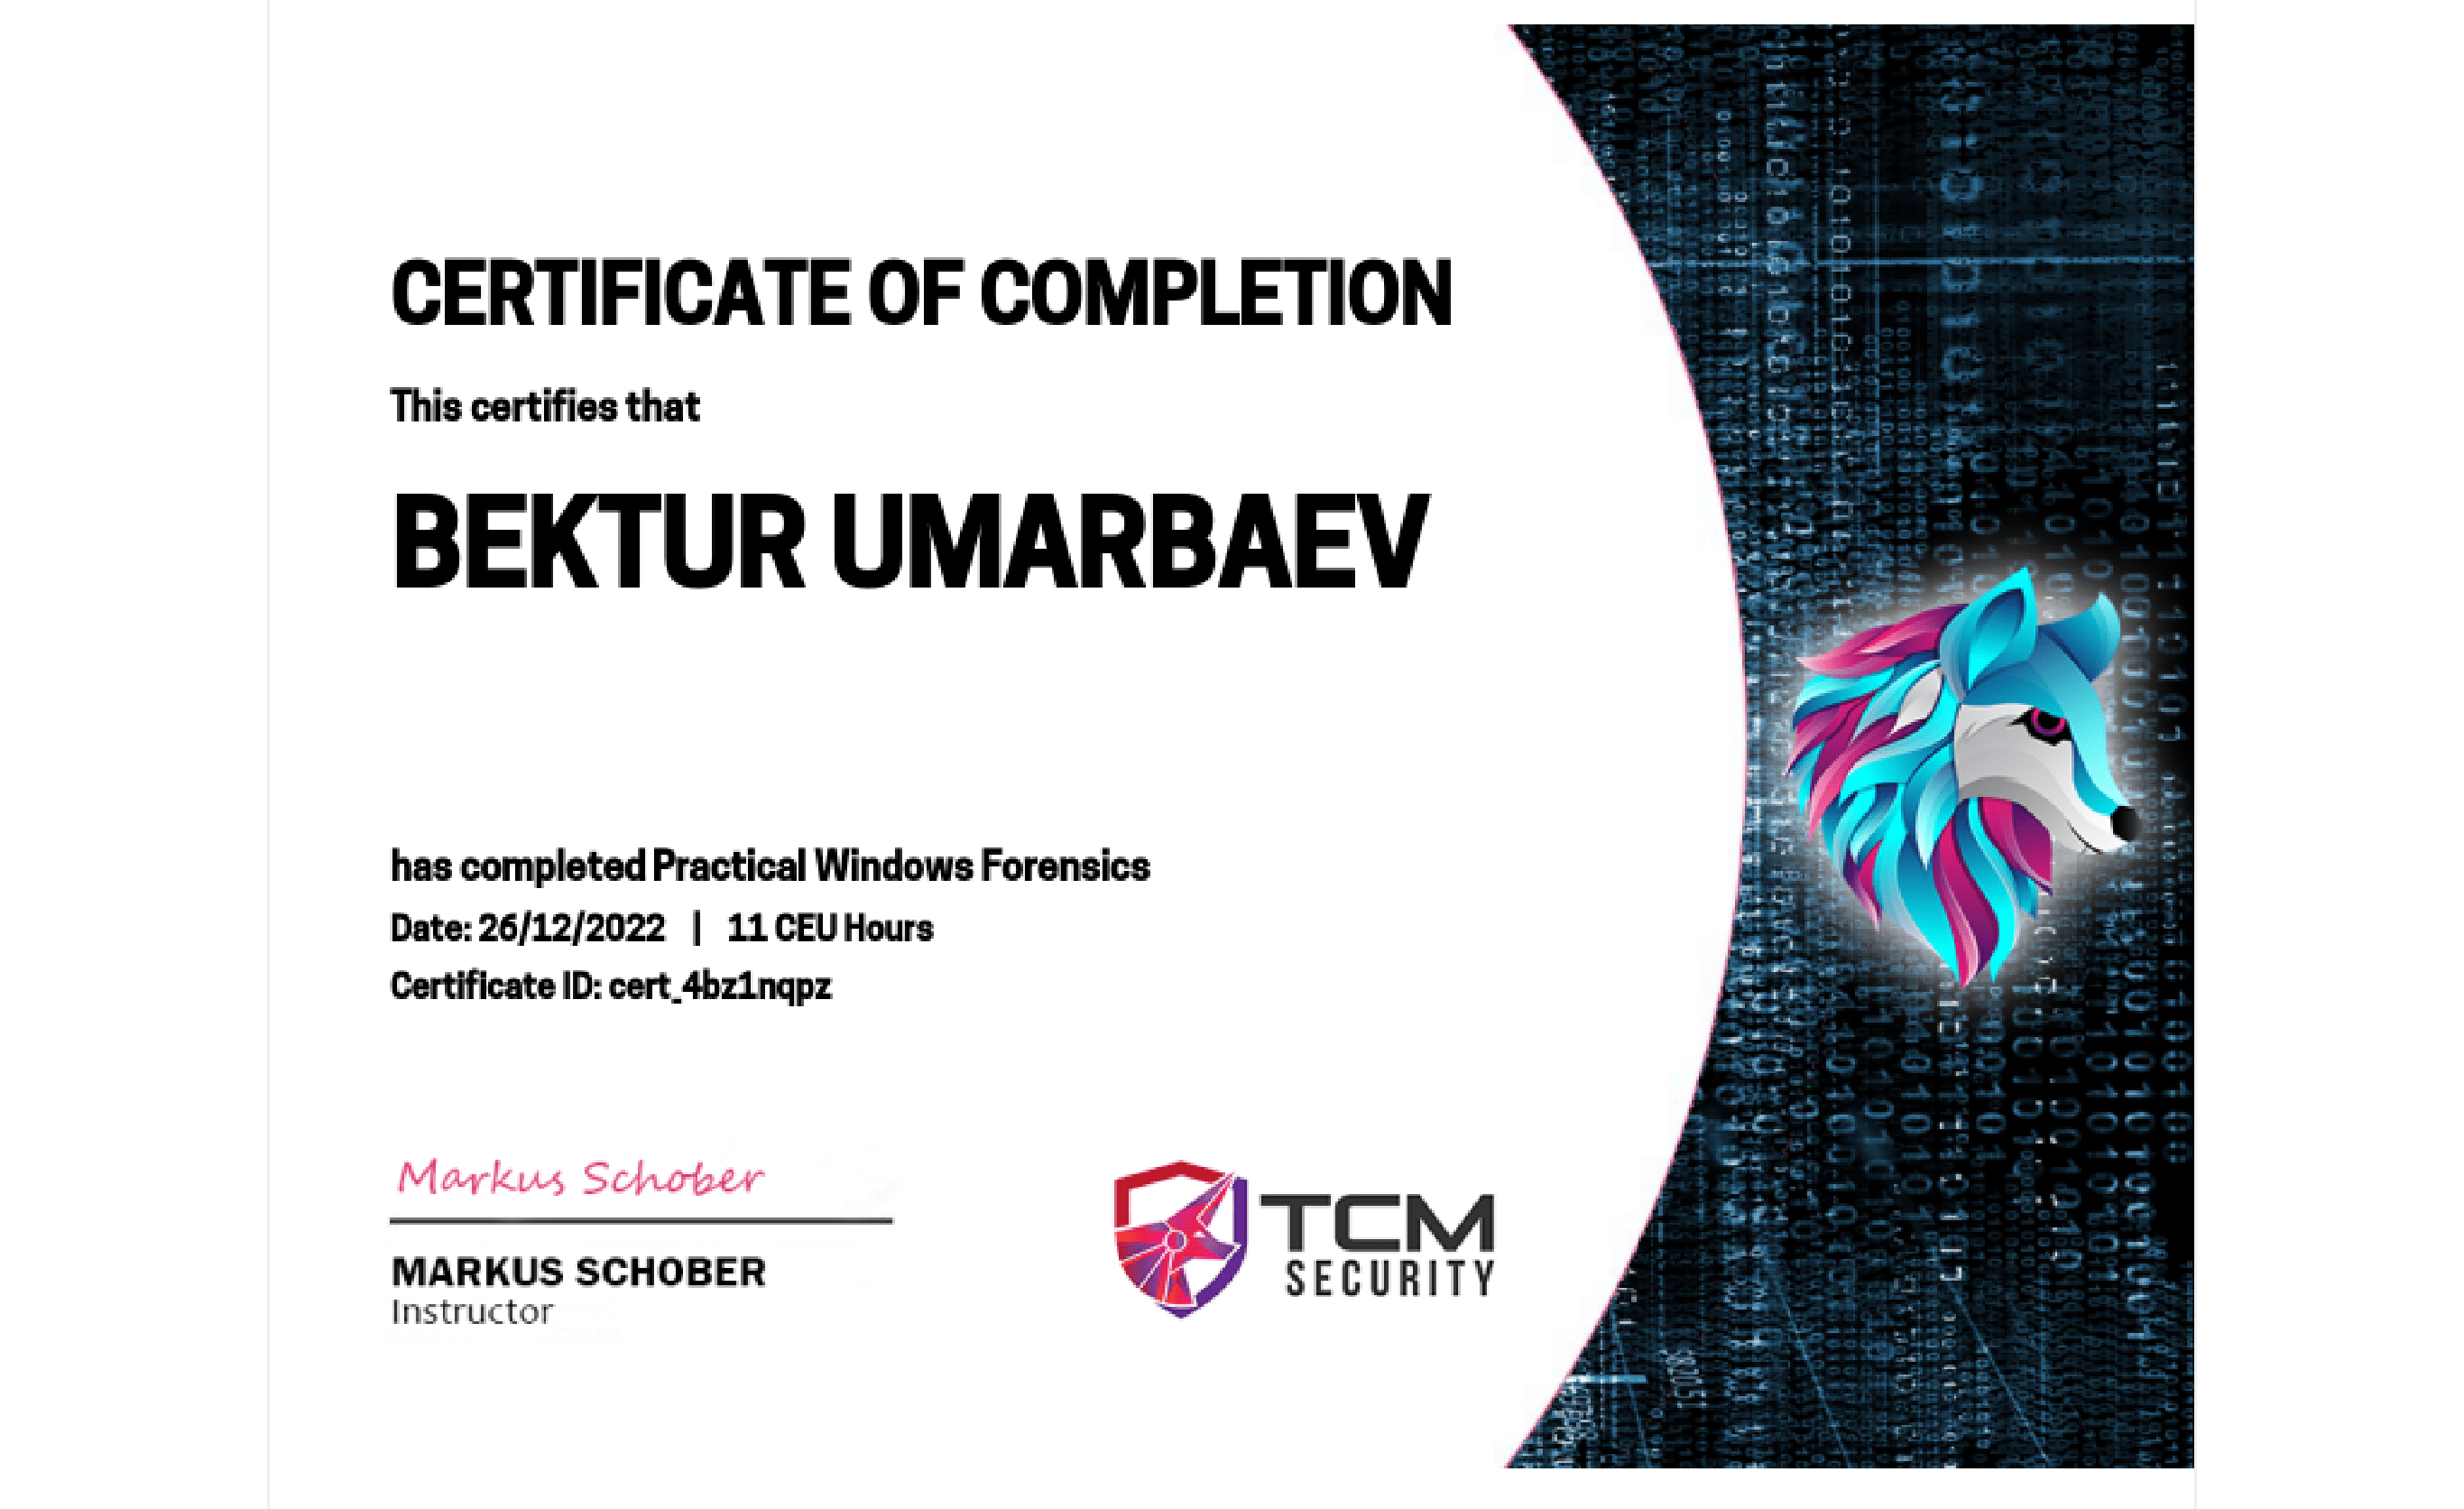 CERTIFICATE OF COMPLETION
This certifies that
BEKTUR UMARBAEV
has completed Practical Windows Forensics
Date: 26/12/2022 | 11 CEU Hours
Certificate ID: cert_4bz1nqpz
Markus Schober
MARKUS SCHOBER
Instructor
TCM
SECURITY